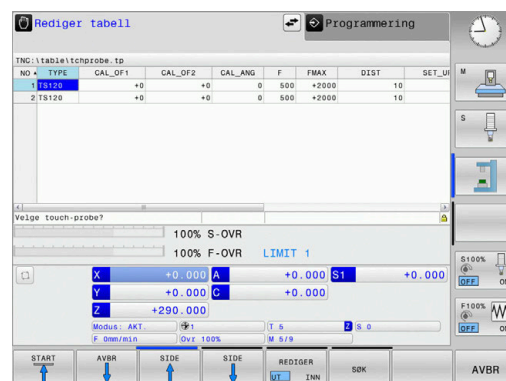 Rediger tabell
Programmering
TNC:\table\tchprobe.tp
NO TYPE CAL_OF1 CAL_OF2 CAL_ANG F FMAX DIST SET_UP
1 TS120 +0 +0 0 500 +2000 10
2 TS120 +0 +0 0 500 +2000 10
Velge touch-probe?
100% S-OVR
100% F-OVR LIMIT 1
X +0.000 A +0.000 S1 +0.000
Y +0.000 C +0.000
Z +290.000
Modus: AKT. 1 T 5 Z S 0
F 0mm/min Ovr 100% M 5/9
M
S
S100%
OFF
F100%
OFF
START
AVBR
SIDE
SIDE
REDIGER
UT INN
SØK
AVBR